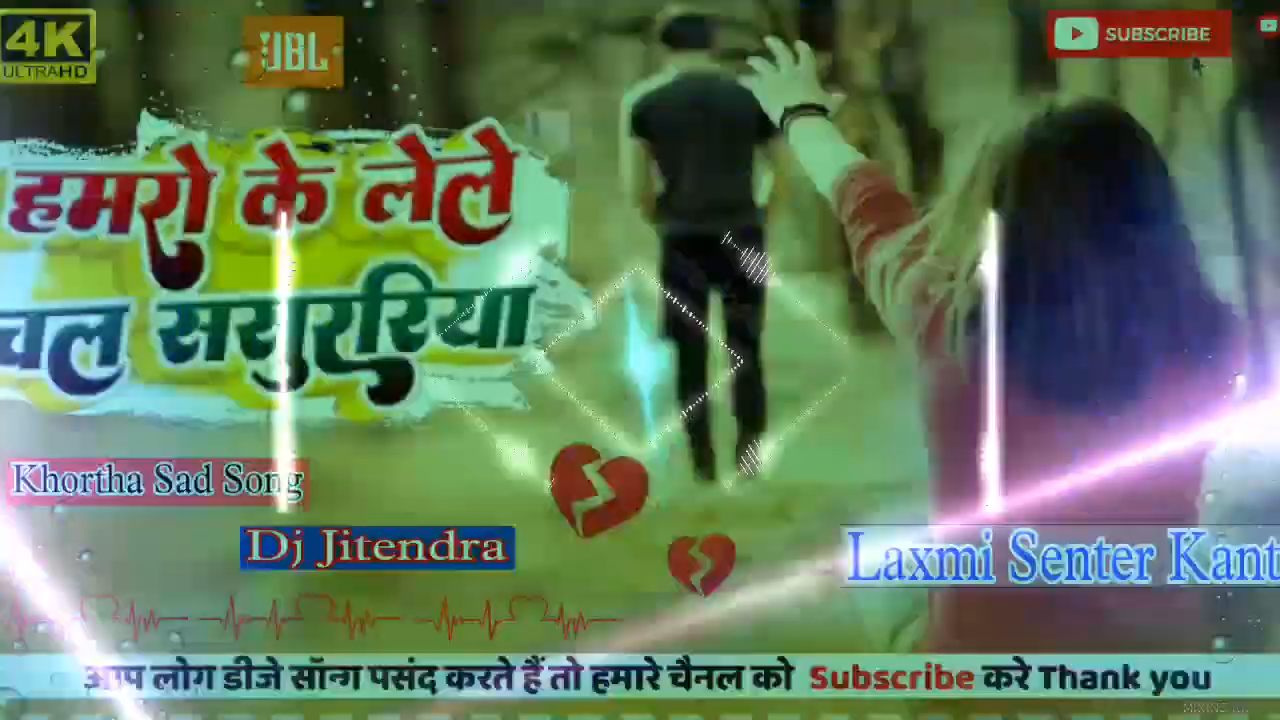 4K
ULTRAHD
JBL
SUBSCRIBE
हमरो के लेले
चल ससुररिया
Khortha Sad Song
Dj Jitendra
Laxmi Senter Kant
आप लोग डीजे सॉन्ग पसंद करते हैं तो हमारे चैनल को Subscribe करे Thank you